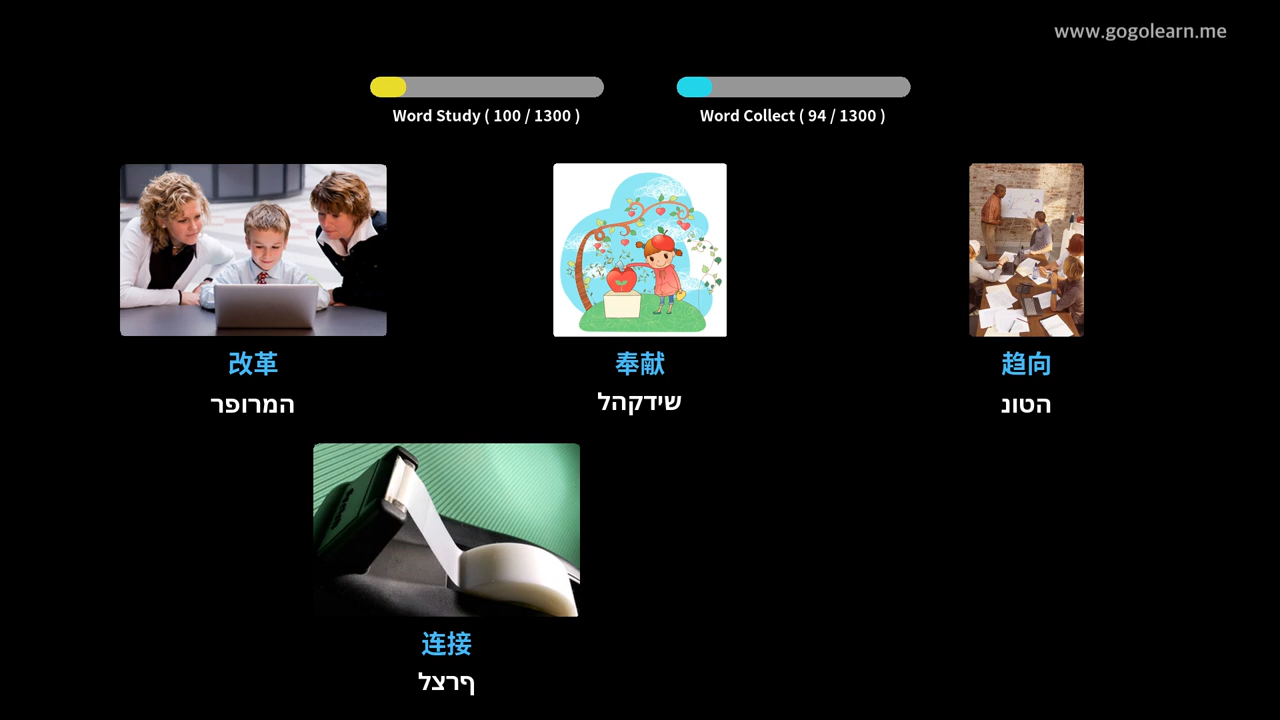 www.gogolearn.me
Word Study ( 100 / 1300 )
Word Collect ( 94 / 1300 )
改革
המרופר
奉献
שידקהל
趋向
הטונ
连接
ףרצל